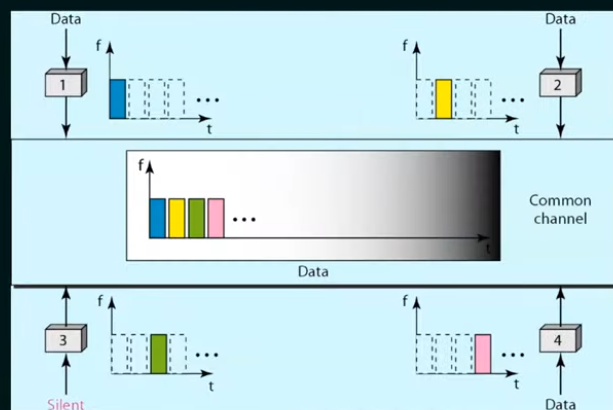 Data
Data
f
f
1
2
...
...
t
t
f
...
t
Common
channel
Data
f
f
3
4
...
...
t
t
Silent
Data